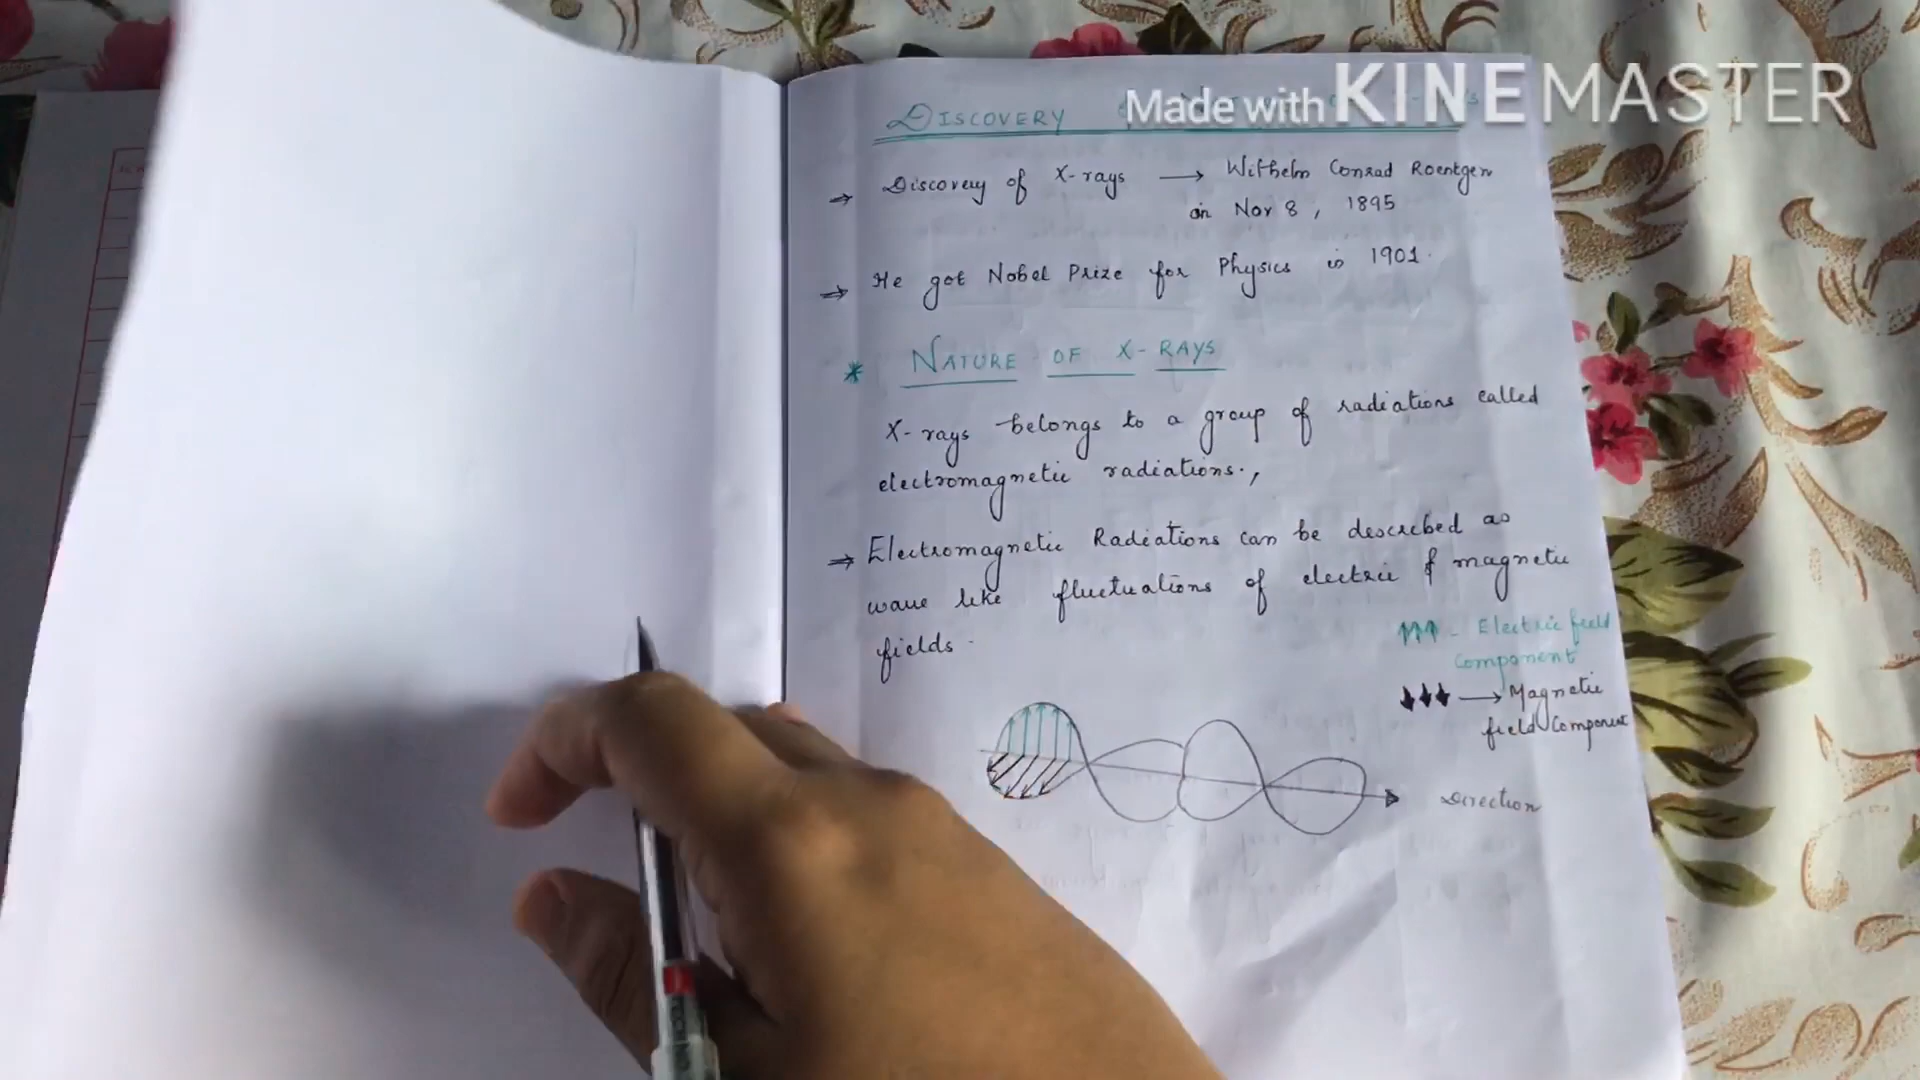 DISCOVERY
Made with KINEMASTER
→ Discovery of X-rays → Wilhelm Conrad Roentgen
on Nov 8, 1895
⇒ He got Nobel Prize for Physics in 1901.
* NATURE OF X-RAYS
X-rays belongs to a group of radiations called
electromagnetic radiations.,
⇒ Electromagnetic Radiations can be descrbed as
wave like fluctuations of electric & magnetic
fields.
↑↑↑ - Electric field
Component
↓↓↓ → Magnetic
field Component
Direction